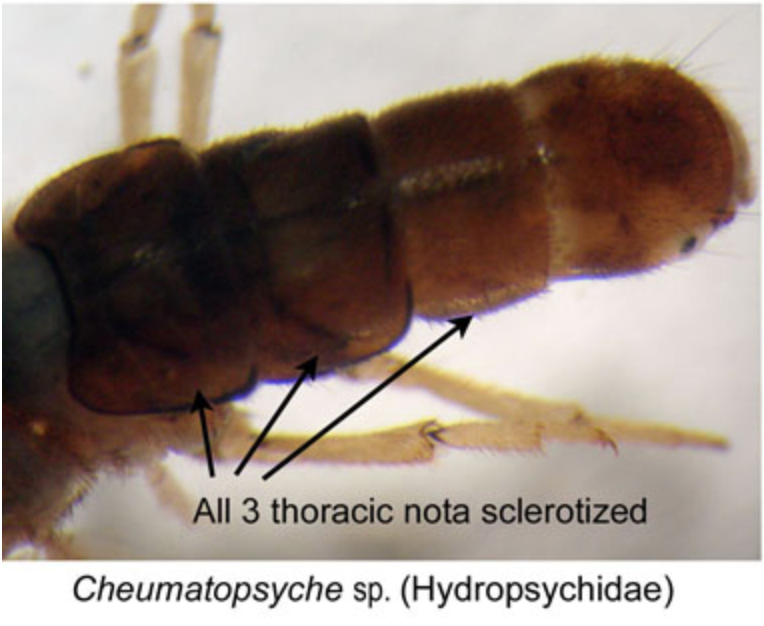 All 3 thoracic nota sclerotized
Cheumatopsyche sp. (Hydropsychidae)